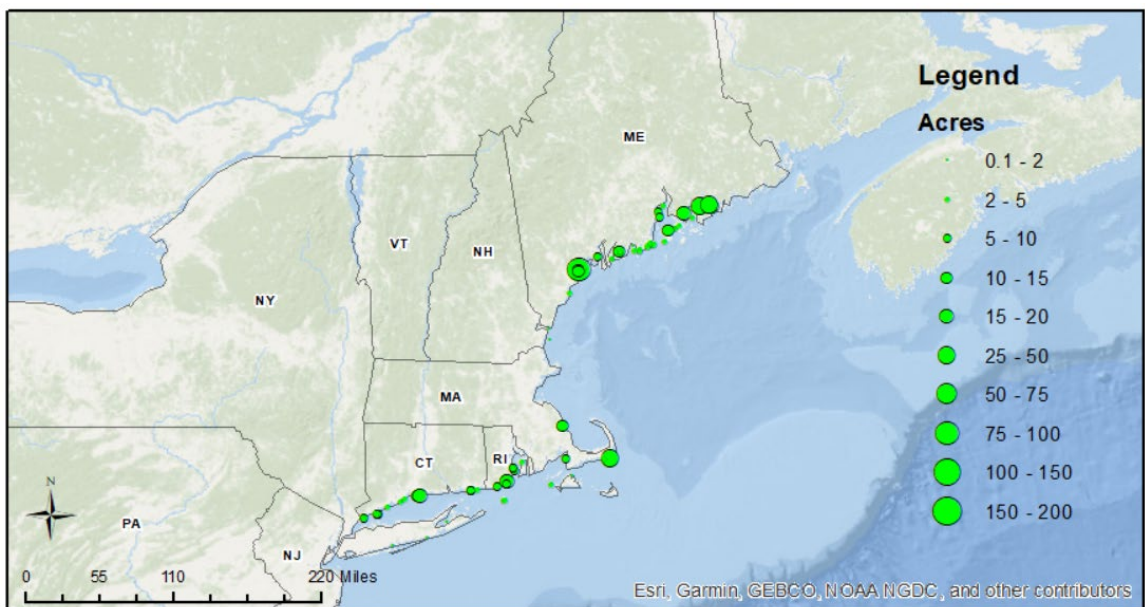 Legend
Acres
0.1 - 2
2 - 5
5 - 10
10 - 15
15 - 20
25 - 50
50 - 75
75 - 100
100 - 150
150 - 200
ME
VT
NH
NY
MA
CT
RI
PA
NJ
N
0 55 110 220 Miles
Esri, Garmin, GEBCO, NOAA NGDC, and other contributors